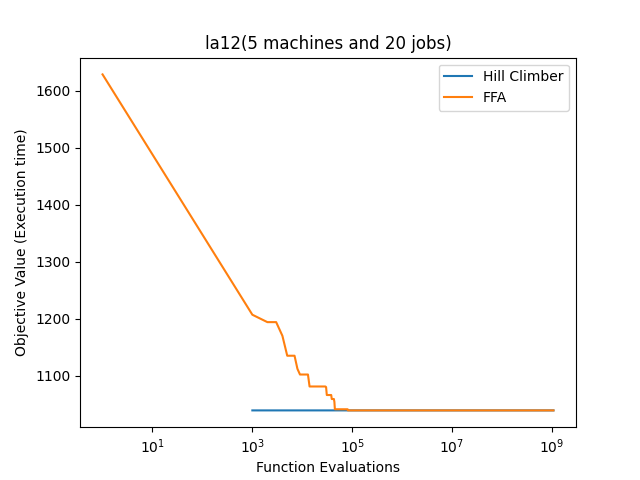 la12(5 machines and 20 jobs)
Hill Climber
FFA
Objective Value (Execution time)
1600
1500
1400
1300
1200
1100
10^1 10^3 10^5 10^7 10^9
Function Evaluations